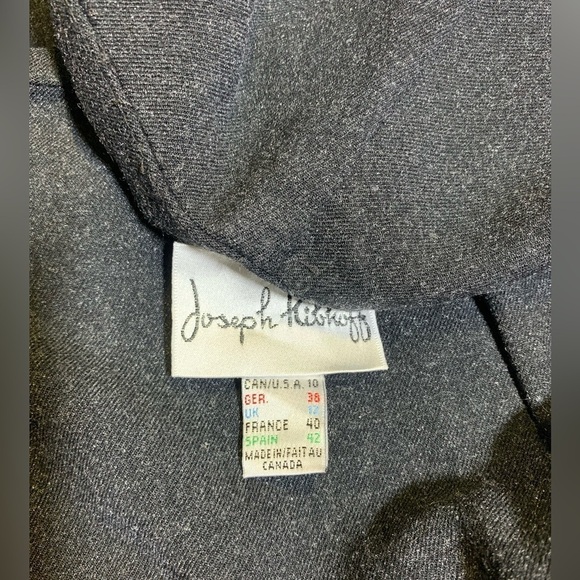 Joseph Ribkoff
CAN/U.S.A. 10
GER. 38
UK 12
FRANCE 40
SPAIN 42
MADE IN/FAIT AU
CANADA